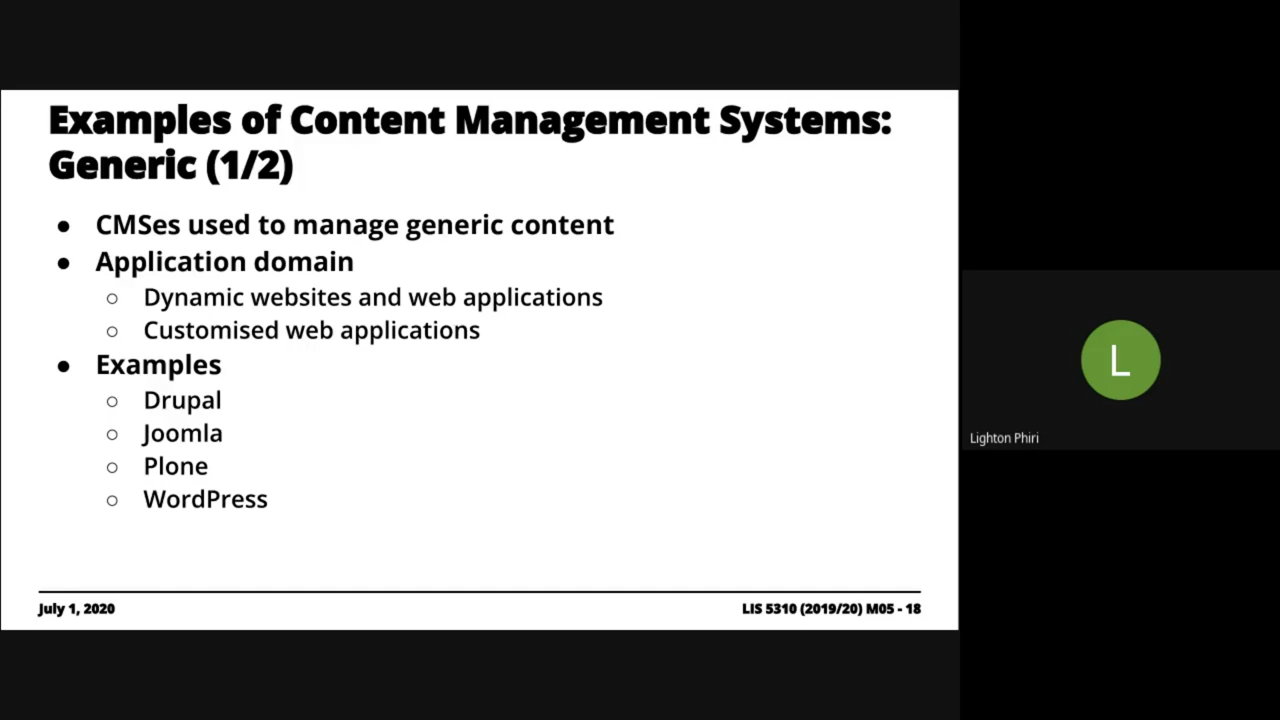 Examples of Content Management Systems:
Generic (1/2)
● CMSes used to manage generic content
● Application domain
○ Dynamic websites and web applications
○ Customised web applications
● Examples
○ Drupal
○ Joomla
○ Plone
○ WordPress
July 1, 2020
LIS 5310 (2019/20) M05 - 18
L
Lighton Phiri